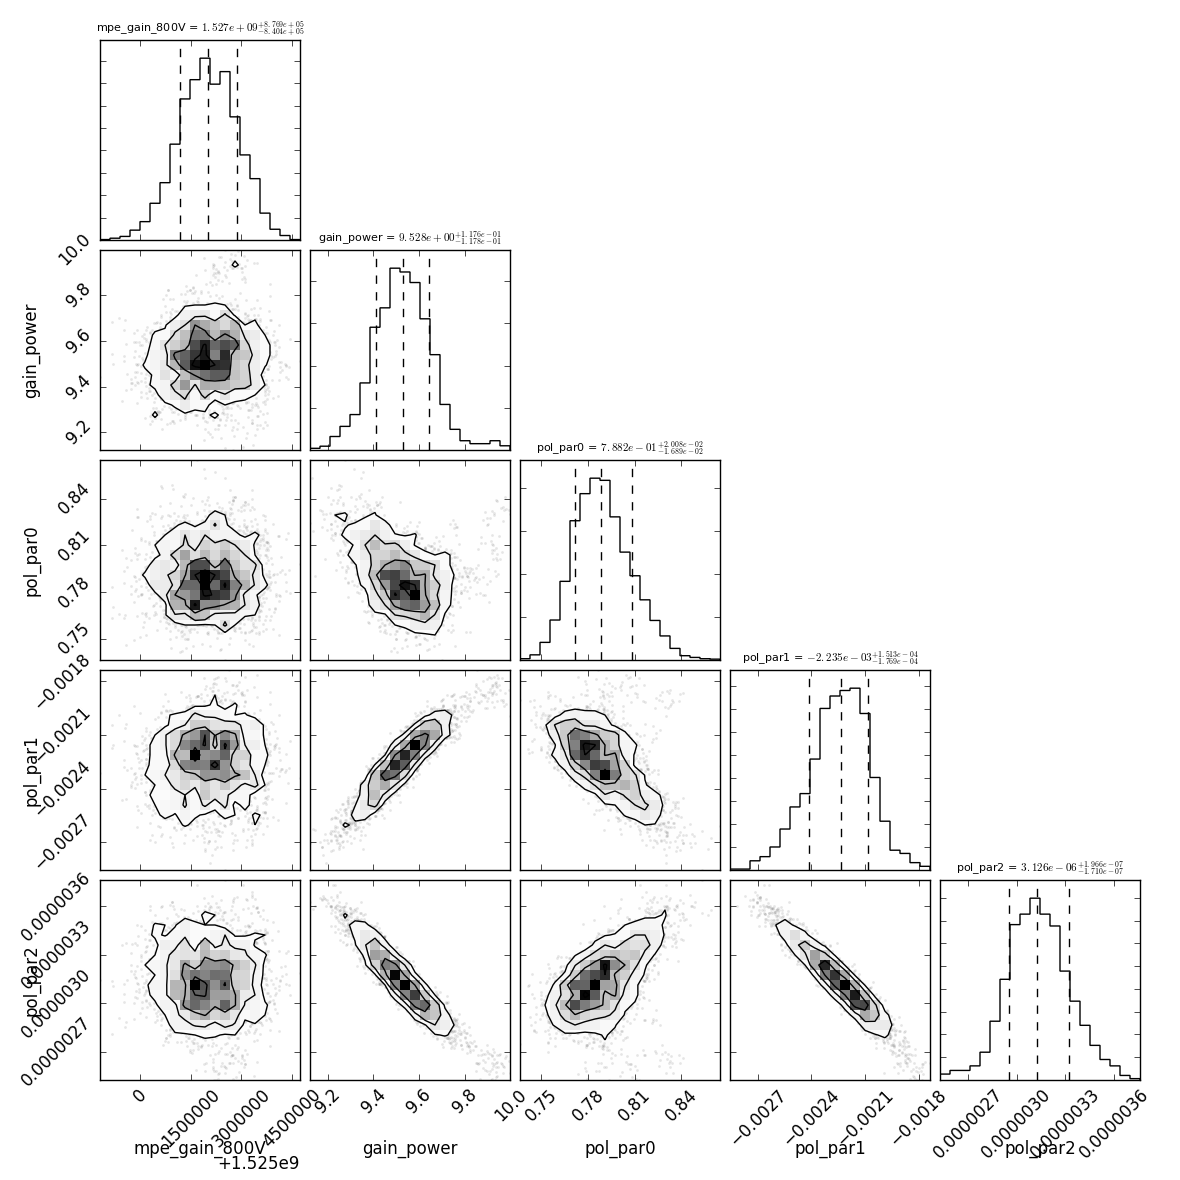 mpe_gain_800V = 1.527e+09+8.769e+05 −8.404e+05
10.0
gain_power = 9.528e+00+1.176e−01 −1.178e−01
9.8
9.6
9.4
9.2
gain_power
pol_par0 = 7.882e−01+2.008e−02 −1.689e−02
0.84
0.81
0.78
0.75
pol_par0
pol_par1 = −2.235e−03+1.513e−04 −1.769e−04
−0.0018
−0.0021
−0.0024
−0.0027
pol_par1
pol_par2 = 3.126e−06+1.966e−07 −1.710e−07
0.0000036
0.0000033
0.0000030
0.0000027
pol_par2
0 1500000 3000000 4500000 9.2 9.4 9.6 9.8 10.0 0.75 0.78 0.81 0.84 −0.0027 −0.0024 −0.0021 −0.0018 0.0000027 0.0000030 0.0000033 0.0000036
mpe_gain_800V gain_power pol_par0 pol_par1 pol_par2
+1.525e9